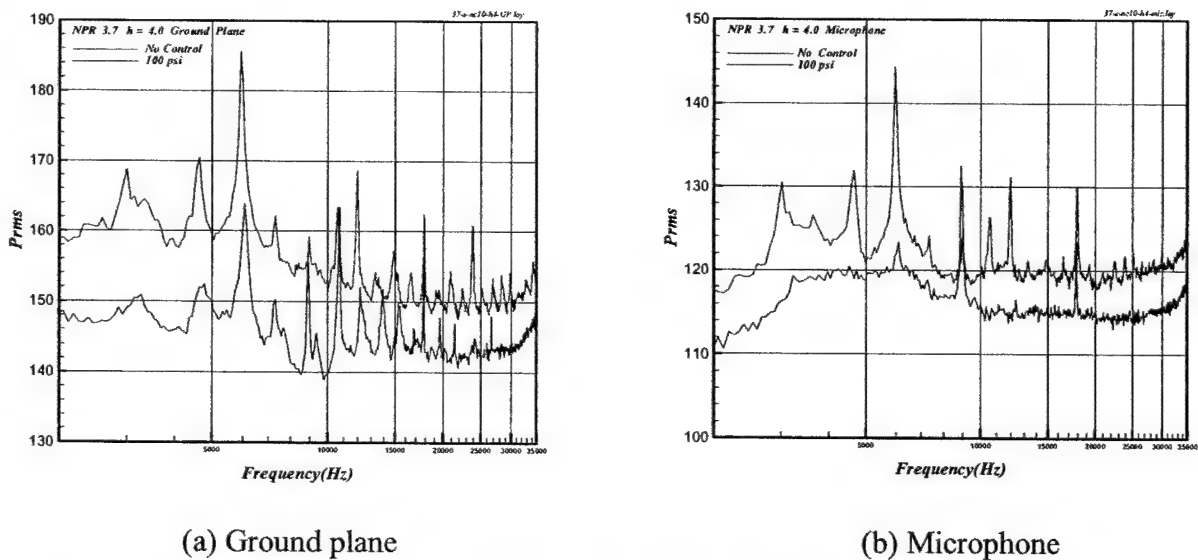 NPR 3.7 h = 4.0 Ground Plane
No Control
100 psi
190
180
170
160
150
140
130
Prms
5000
10000
15000
20000
25000
30000
35000
Frequency(Hz)
(a) Ground plane
NPR 3.7 h = 4.0 Microphone
No Control
100 psi
150
140
130
120
110
100
Prms
5000
10000
15000
20000
25000
30000
35000
Frequency(Hz)
(b) Microphone